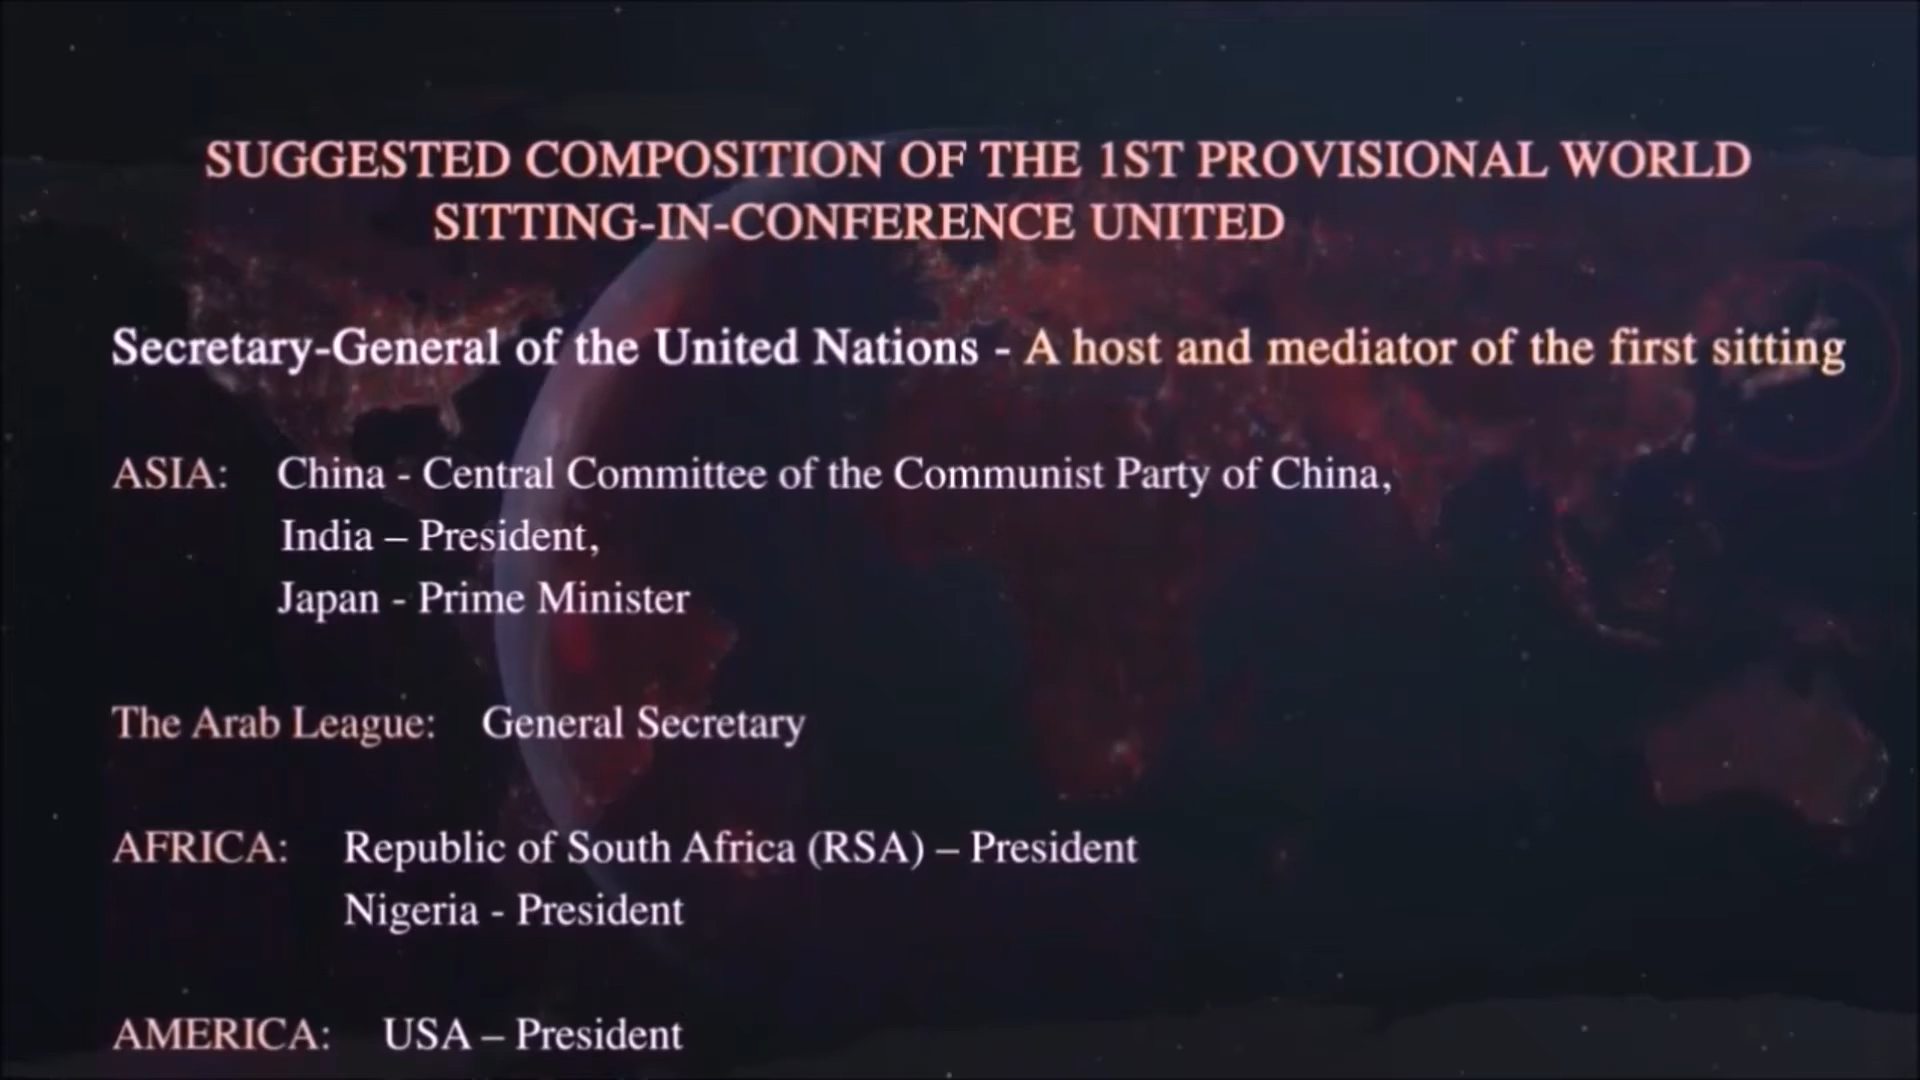 SUGGESTED COMPOSITION OF THE 1ST PROVISIONAL WORLD
SITTING-IN-CONFERENCE UNITED
Secretary-General of the United Nations - A host and mediator of the first sitting
ASIA: China - Central Committee of the Communist Party of China,
India – President,
Japan - Prime Minister
The Arab League: General Secretary
AFRICA: Republic of South Africa (RSA) – President
Nigeria - President
AMERICA: USA – President